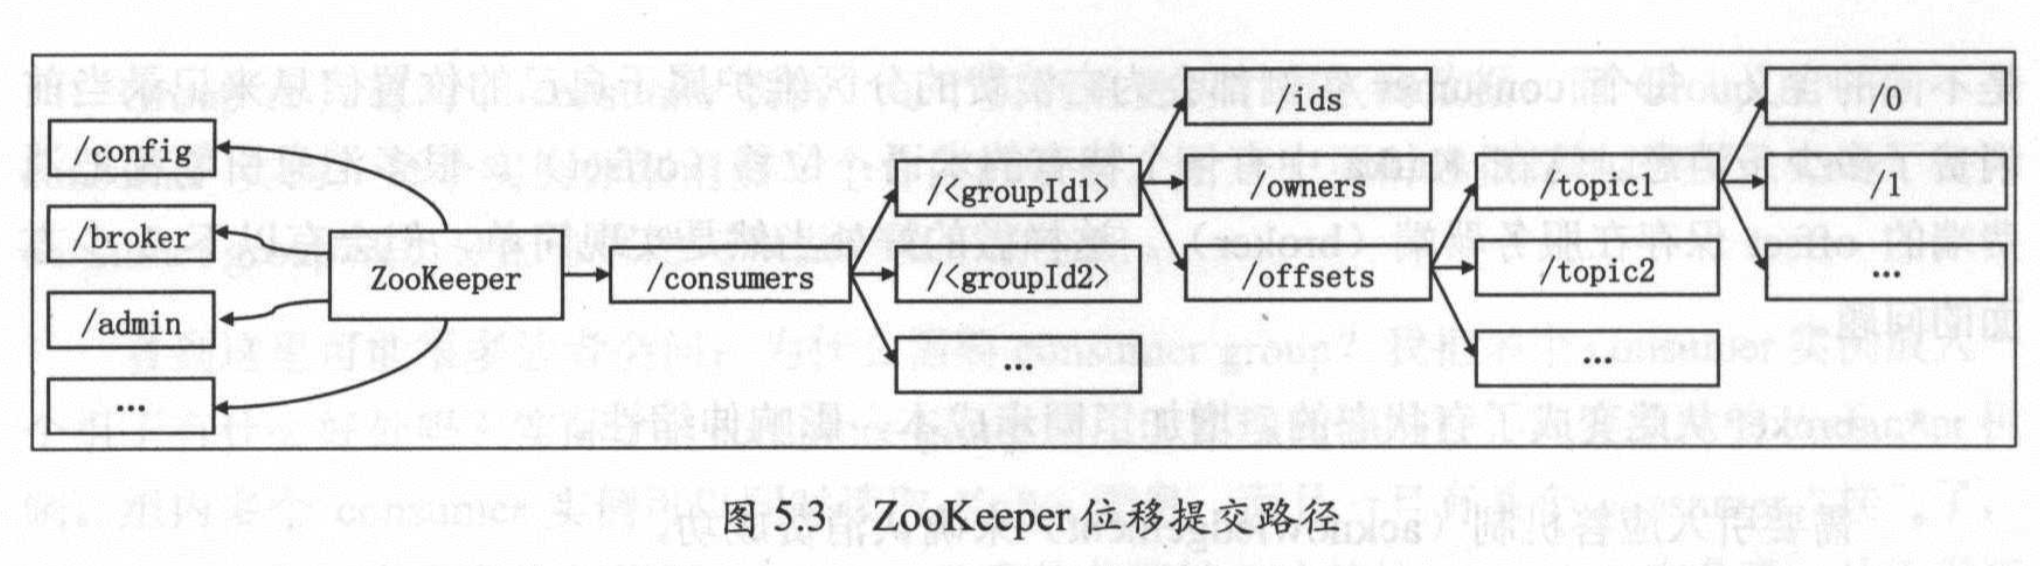 /config
/broker
/admin
...
ZooKeeper
/consumers
/<groupId1>
/<groupId2>
...
/ids
/owners
/offsets
/topic1
/topic2
...
/0
/1
...
图 5.3 ZooKeeper 位移提交路径